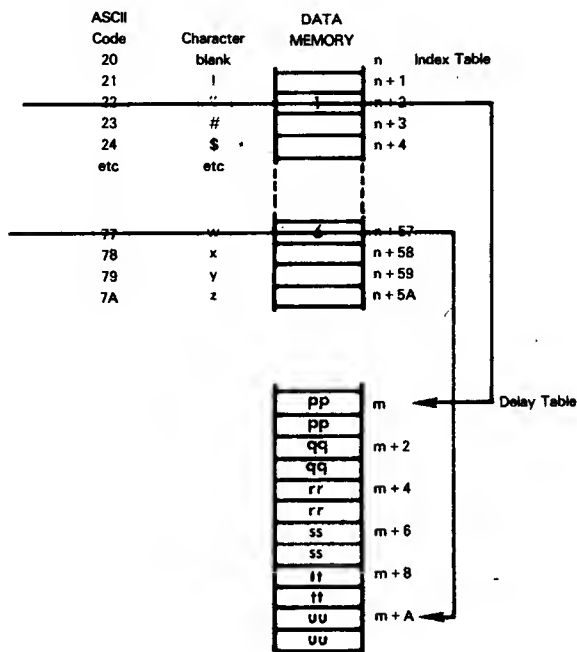 ASCII Code Character DATA MEMORY
20 blank n Index Table
21 ! n + 1
22 " 1 n + 2
23 # n + 3
24 $ n + 4
etc etc
77 w 6 n + 57
78 x n + 58
79 y n + 59
7A z n + 5A
pp m Delay Table
pp
qq m + 2
qq
rr m + 4
rr
ss m + 6
ss
tt m + 8
tt
uu m + A
uu